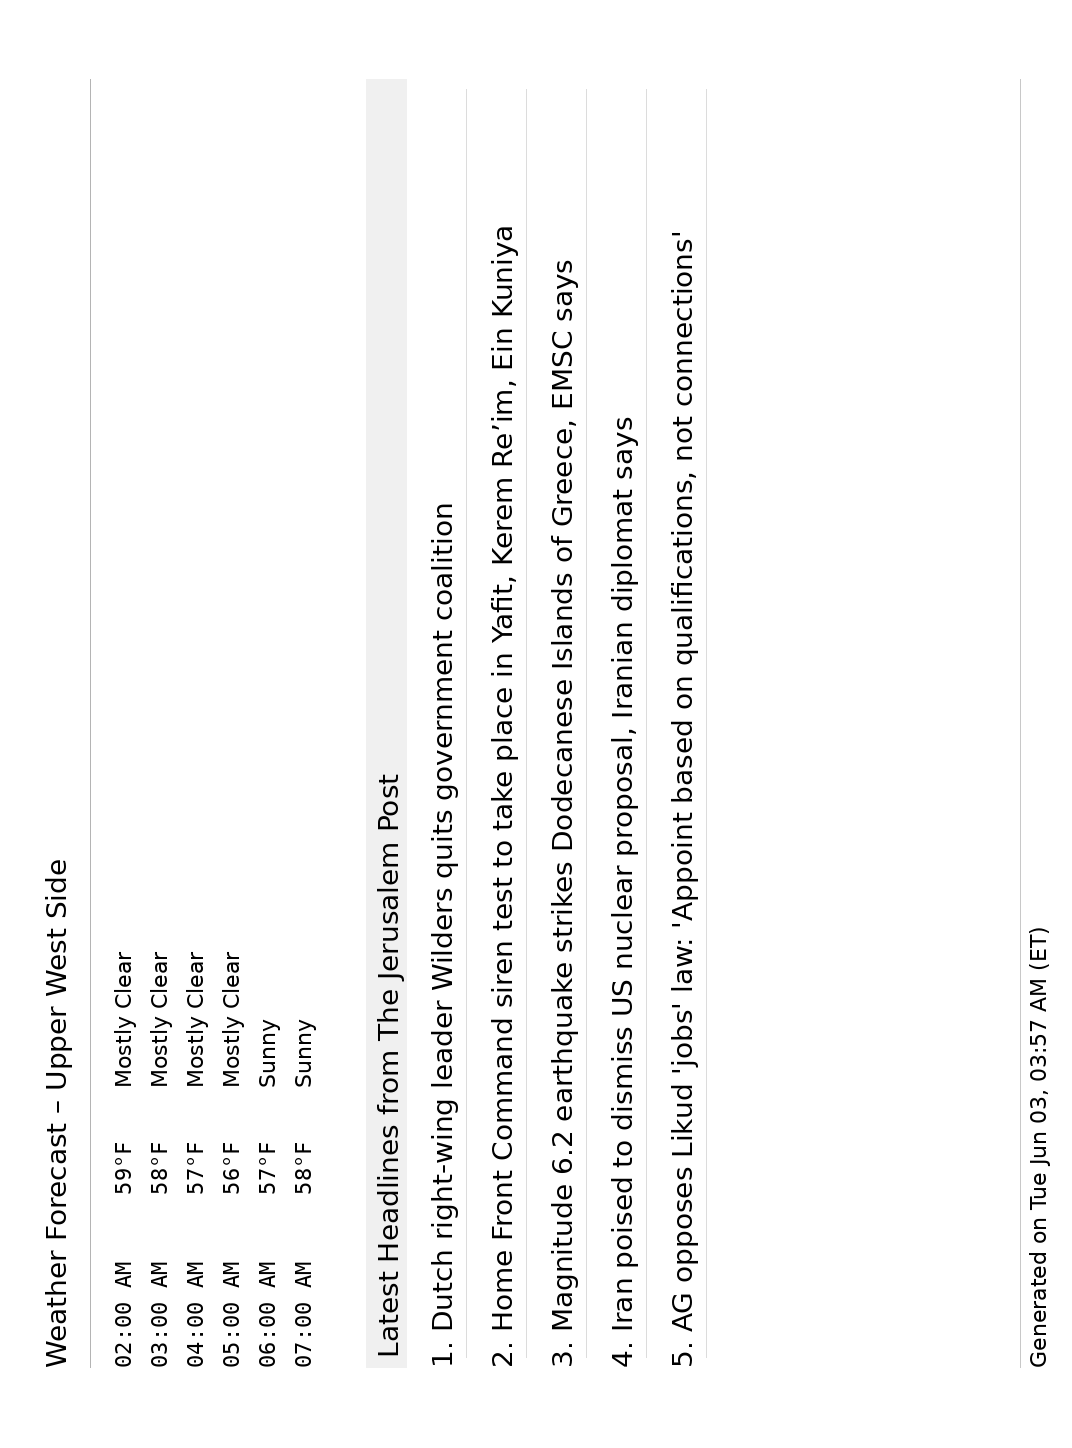 Weather Forecast – Upper West Side
02:00 AM 59°F Mostly Clear
03:00 AM 58°F Mostly Clear
04:00 AM 57°F Mostly Clear
05:00 AM 56°F Mostly Clear
06:00 AM 57°F Sunny
07:00 AM 58°F Sunny
Latest Headlines from The Jerusalem Post
1. Dutch right-wing leader Wilders quits government coalition
2. Home Front Command siren test to take place in Yafit, Kerem Re’im, Ein Kuniya
3. Magnitude 6.2 earthquake strikes Dodecanese Islands of Greece, EMSC says
4. Iran poised to dismiss US nuclear proposal, Iranian diplomat says
5. AG opposes Likud 'jobs' law: 'Appoint based on qualifications, not connections'
Generated on Tue Jun 03, 03:57 AM (ET)